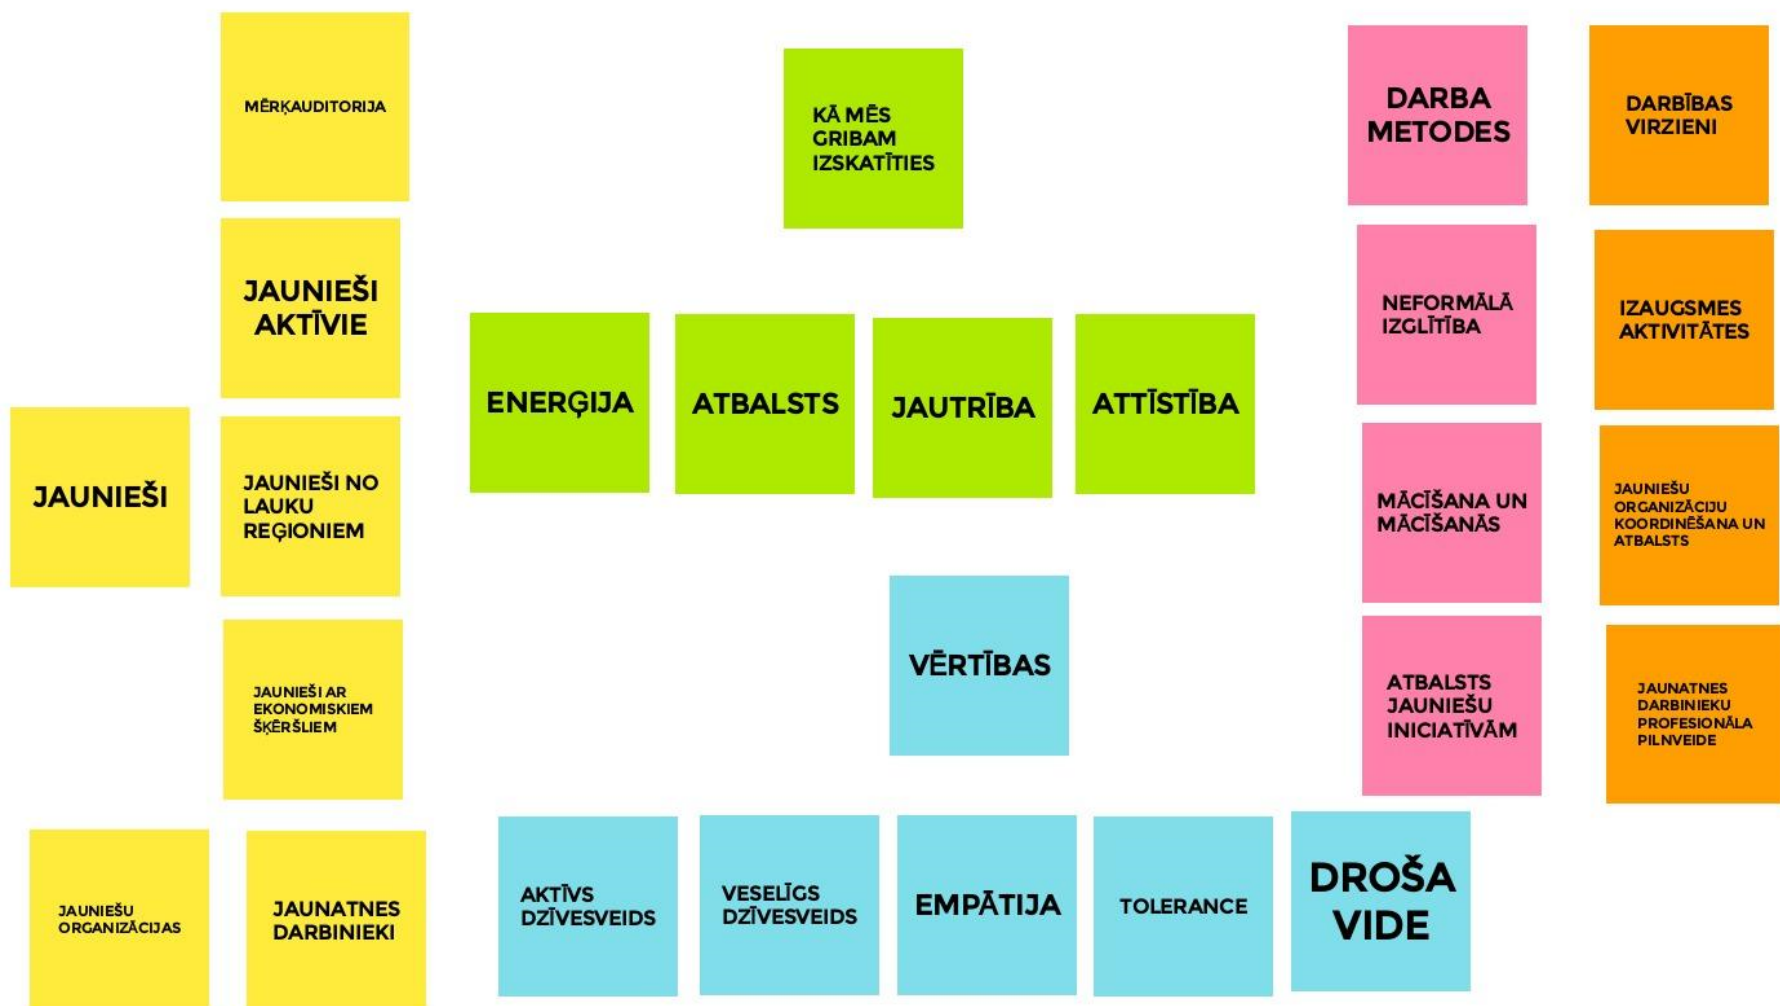 MĒRĶAUDITORIJA
JAUNIEŠI
AKTĪVIE
JAUNIEŠI
JAUNIEŠI NO
LAUKU
REĢIONIEM
JAUNIEŠI AR
EKONOMISKIEM
ŠĶĒRŠLIEM
JAUNIEŠU
ORGANIZĀCIJAS
JAUNATNES
DARBINIEKI
KĀ MĒS
GRIBAM
IZSKATĪTIES
ENERĢIJA
ATBALSTS
JAUTRĪBA
ATTĪSTĪBA
VĒRTĪBAS
AKTĪVS
DZĪVESVEIDS
VESELĪGS
DZĪVESVEIDS
EMPĀTIJA
TOLERANCE
DROŠA
VIDE
DARBA
METODES
NEFORMĀLĀ
IZGLĪTĪBA
MĀCĪŠANA UN
MĀCĪŠANĀS
ATBALSTS
JAUNIEŠU
INICIATĪVĀM
DARBĪBAS
VIRZIENI
IZAUGSMES
AKTIVITĀTES
JAUNIEŠU
ORGANIZĀCIJU
KOORDINĒŠANA UN
ATBALSTS
JAUNATNES
DARBINIEKU
PROFESIONĀLA
PILNVEIDE